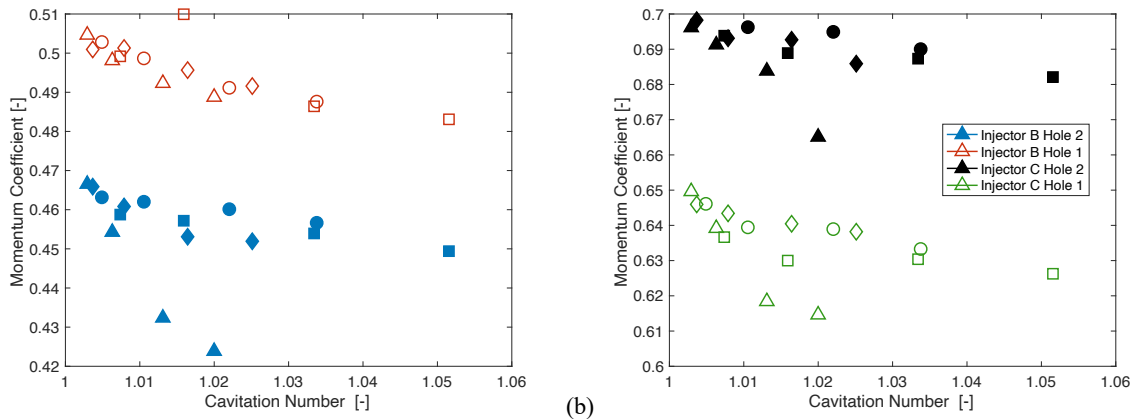 0.51
0.5
0.49
0.48
0.47
0.46
0.45
0.44
0.43
0.42
Momentum Coefficient [-]
1 1.01 1.02 1.03 1.04 1.05 1.06
Cavitation Number [-]
(b)
0.7
0.69
0.68
0.67
0.66
0.65
0.64
0.63
0.62
0.61
0.6
Momentum Coefficient [-]
Injector B Hole 2
Injector B Hole 1
Injector C Hole 2
Injector C Hole 1
1 1.01 1.02 1.03 1.04 1.05 1.06
Cavitation Number [-]